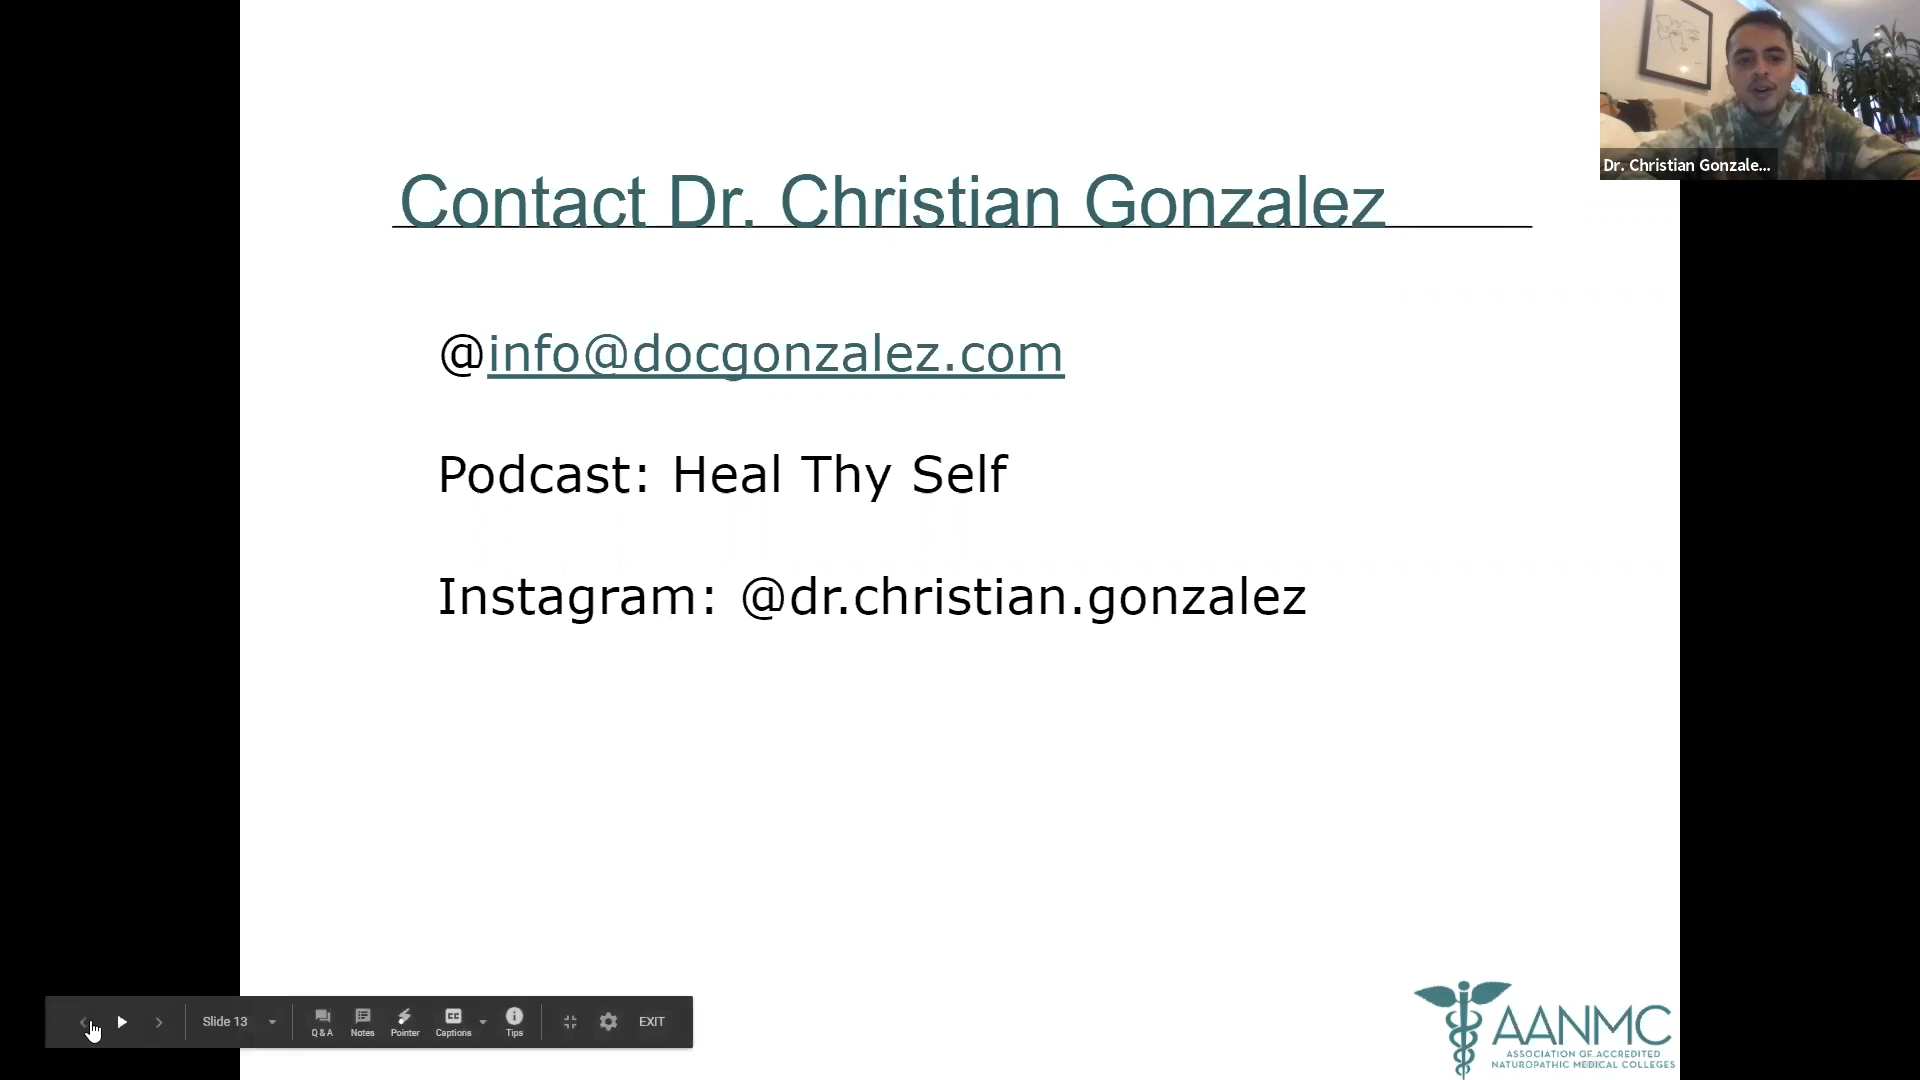 Dr. Christian Gonzale...
Contact Dr. Christian Gonzalez
@info@docgonzalez.com
Podcast: Heal Thy Self
Instagram: @dr.christian.gonzalez
Slide 13
Q & A
Notes
Pointer
Captions
Tips
EXIT
AANMC
ASSOCIATION OF ACCREDITED
NATUROPATHIC MEDICAL COLLEGES